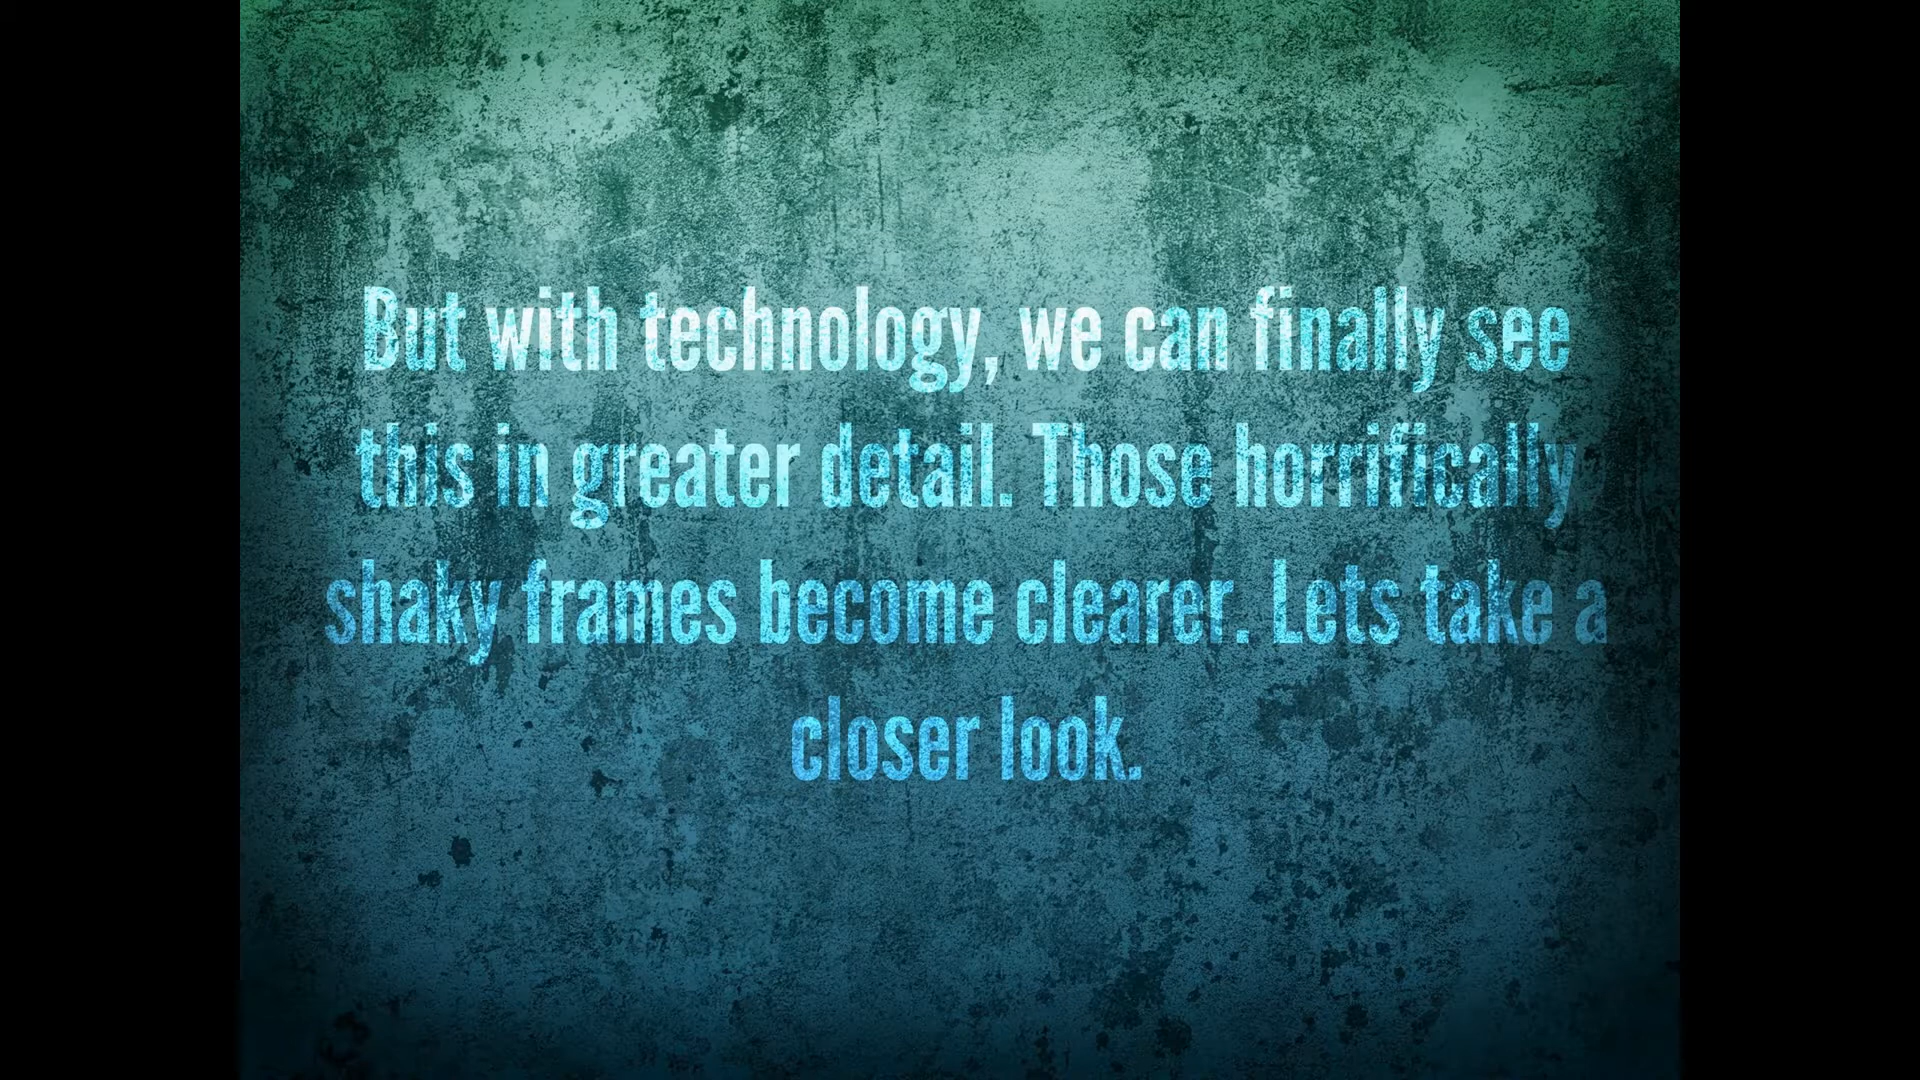 But with technology, we can finally see
this in greater detail. Those horrifically
shaky frames become clearer. Lets take a
closer look.